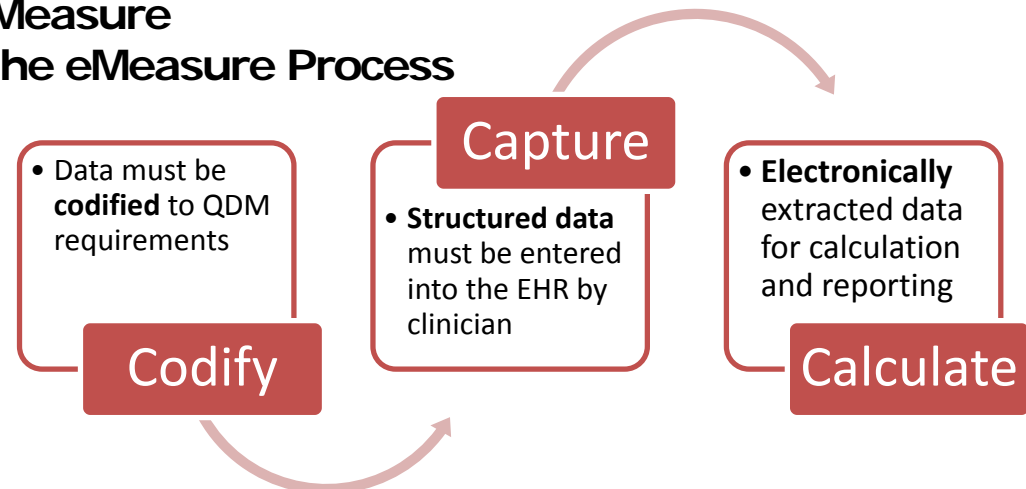 Measure
he eMeasure Process
• Data must be
codified to QDM
requirements
Codify
Capture
• Structured data
must be entered
into the EHR by
clinician
• Electronically
extracted data
for calculation
and reporting
Calculate